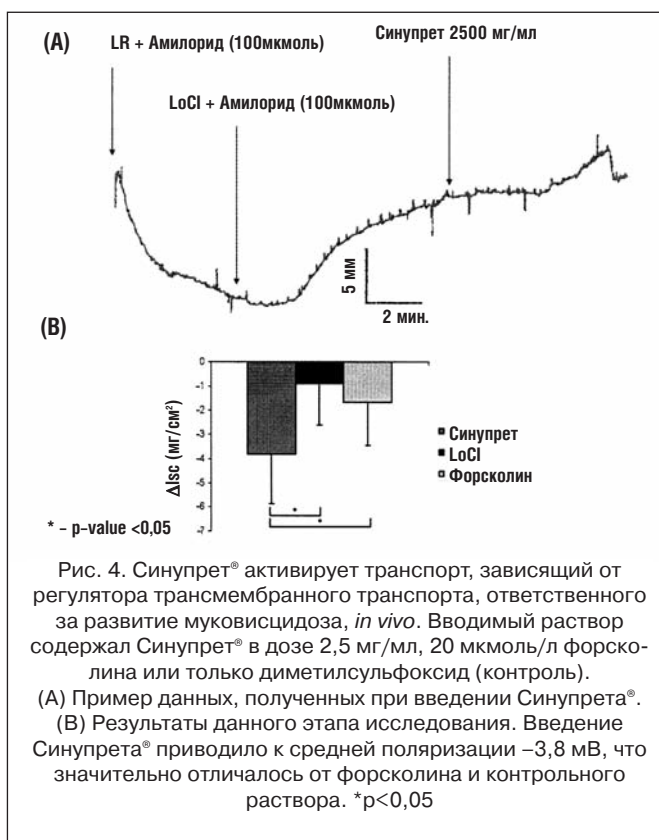 (A)
LR + Амилорид (100мкмоль)
Синупрет 2500 мг/мл
LoCl + Амилорид (100мкмоль)
5 мм
2 мин.
(B)
0
-1
-2
-3
-4
-5
-6
-7
ΔIsc (мг/см²)
Синупрет
LoCl
Форсколин
*
*
* – p-value <0,05
Рис. 4. Синупрет® активирует транспорт, зависящий от
регулятора трансмембранного транспорта, ответственного
за развитие муковисцидоза, in vivo. Вводимый раствор
содержал Синупрет® в дозе 2,5 мг/мл, 20 мкмоль/л форско-
лина или только диметилсульфоксид (контроль).
(А) Пример данных, полученных при введении Синупрета®.
(В) Результаты данного этапа исследования. Введение
Синупрета® приводило к средней поляризации –3,8 мВ, что
значительно отличалось от форсколина и контрольного
раствора. *p<0,05